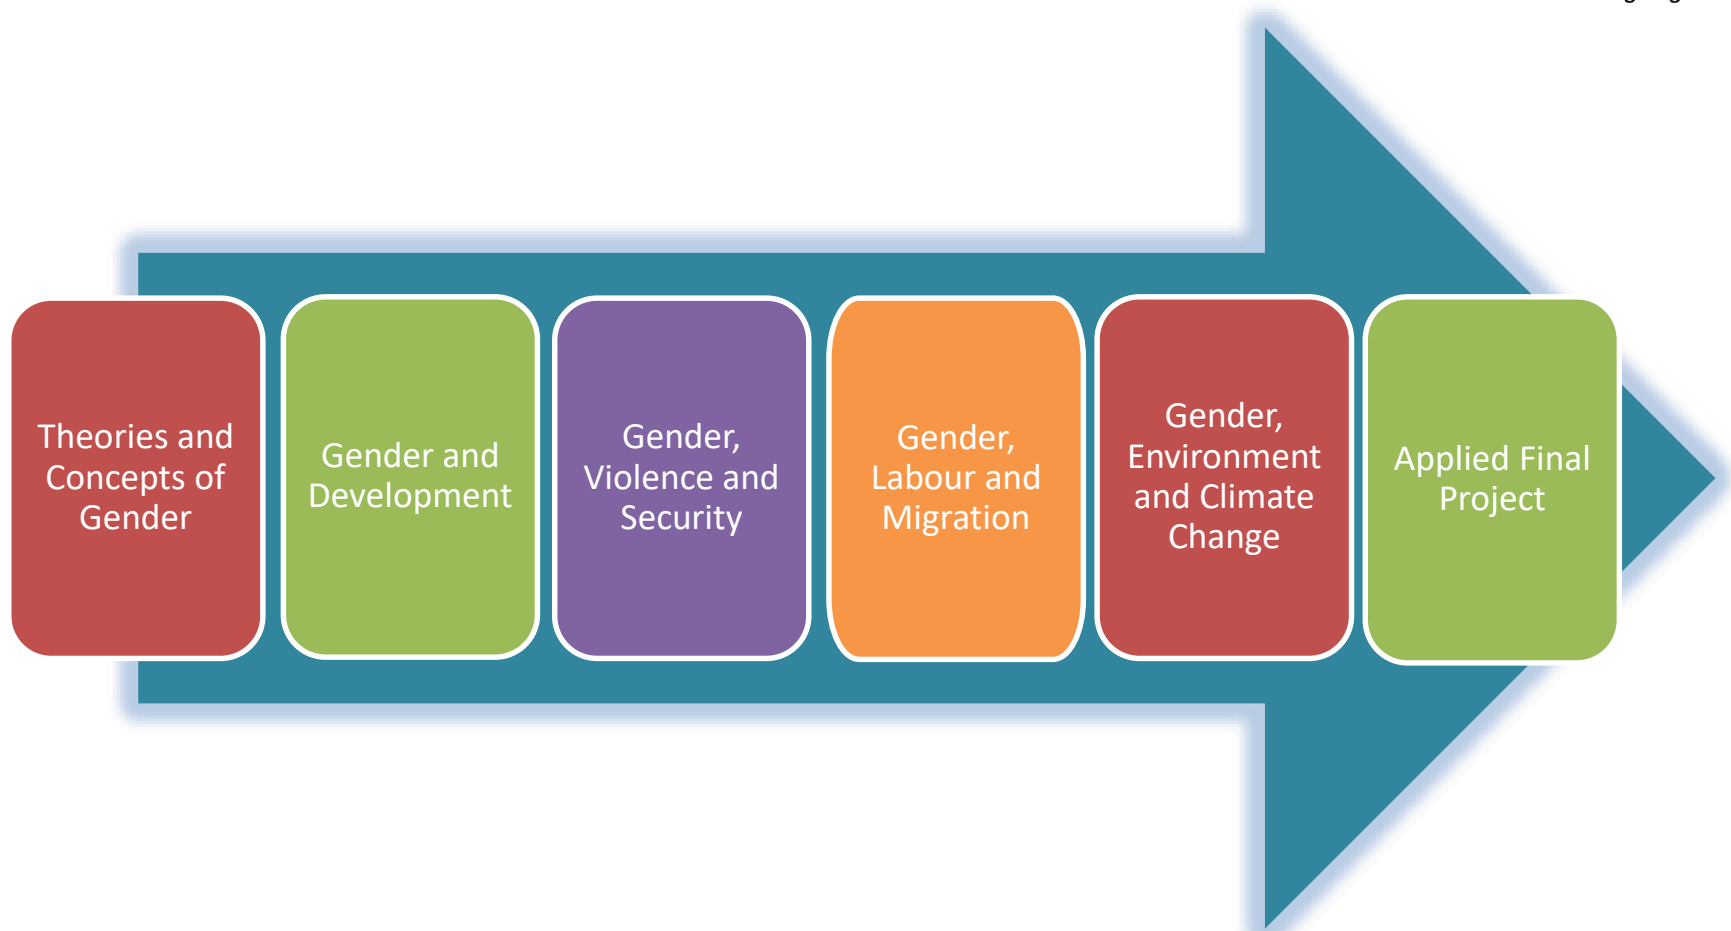 Theories and
Concepts of
Gender
Gender and
Development
Gender,
Violence and
Security
Gender,
Labour and
Migration
Gender,
Environment
and Climate
Change
Applied Final
Project